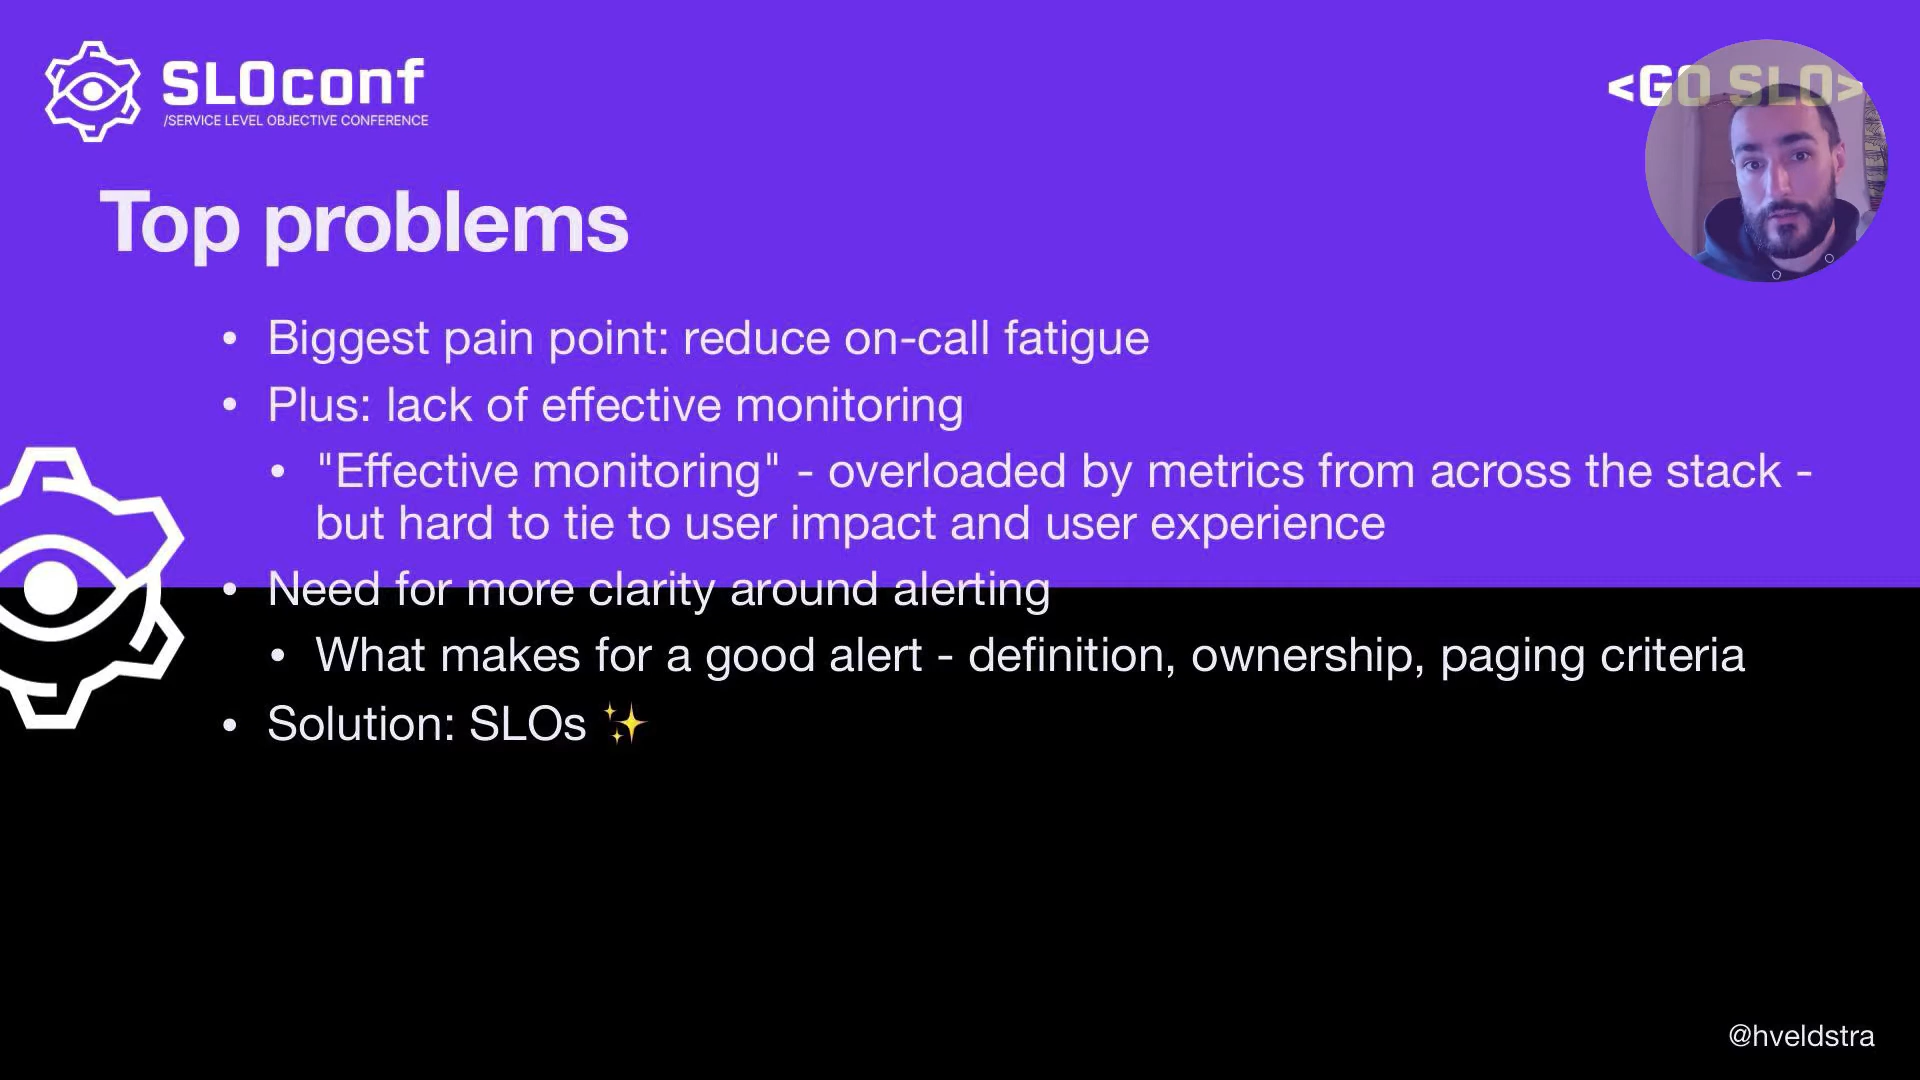 SLOconf
/SERVICE LEVEL OBJECTIVE CONFERENCE
<GO SLO>
Top problems
• Biggest pain point: reduce on-call fatigue
• Plus: lack of effective monitoring
• "Effective monitoring" - overloaded by metrics from across the stack -
but hard to tie to user impact and user experience
• Need for more clarity around alerting
• What makes for a good alert - definition, ownership, paging criteria
• Solution: SLOs ✨
@hveldstra